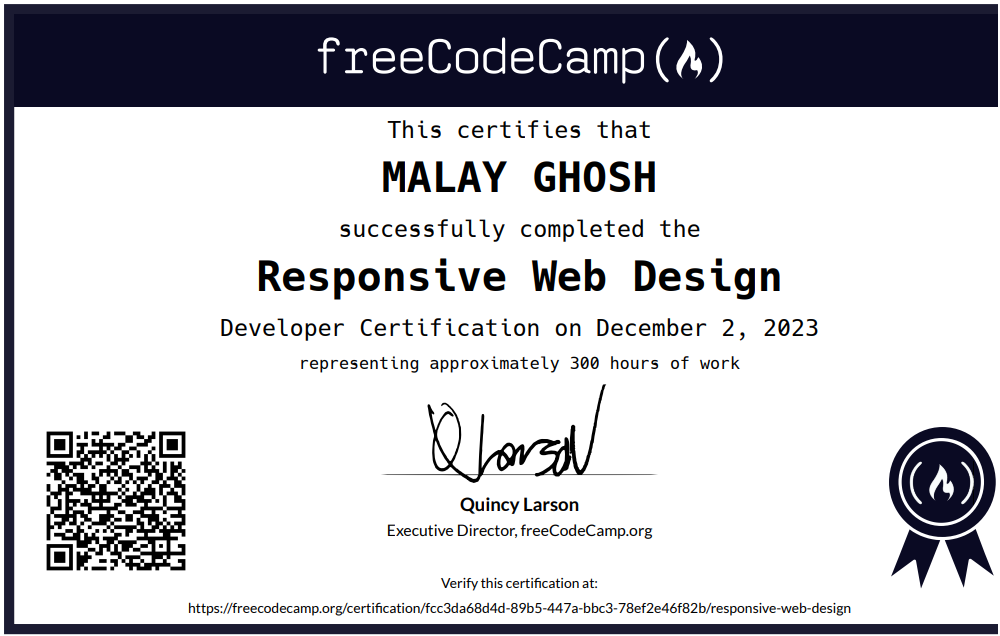 freeCodeCamp
This certifies that
MALAY GHOSH
successfully completed the
Responsive Web Design
Developer Certification on December 2, 2023
representing approximately 300 hours of work
Q Larson
Quincy Larson
Executive Director, freeCodeCamp.org
Verify this certification at:
https://freecodecamp.org/certification/fcc3da68d4d-89b5-447a-bbc3-78ef2e46f82b/responsive-web-design